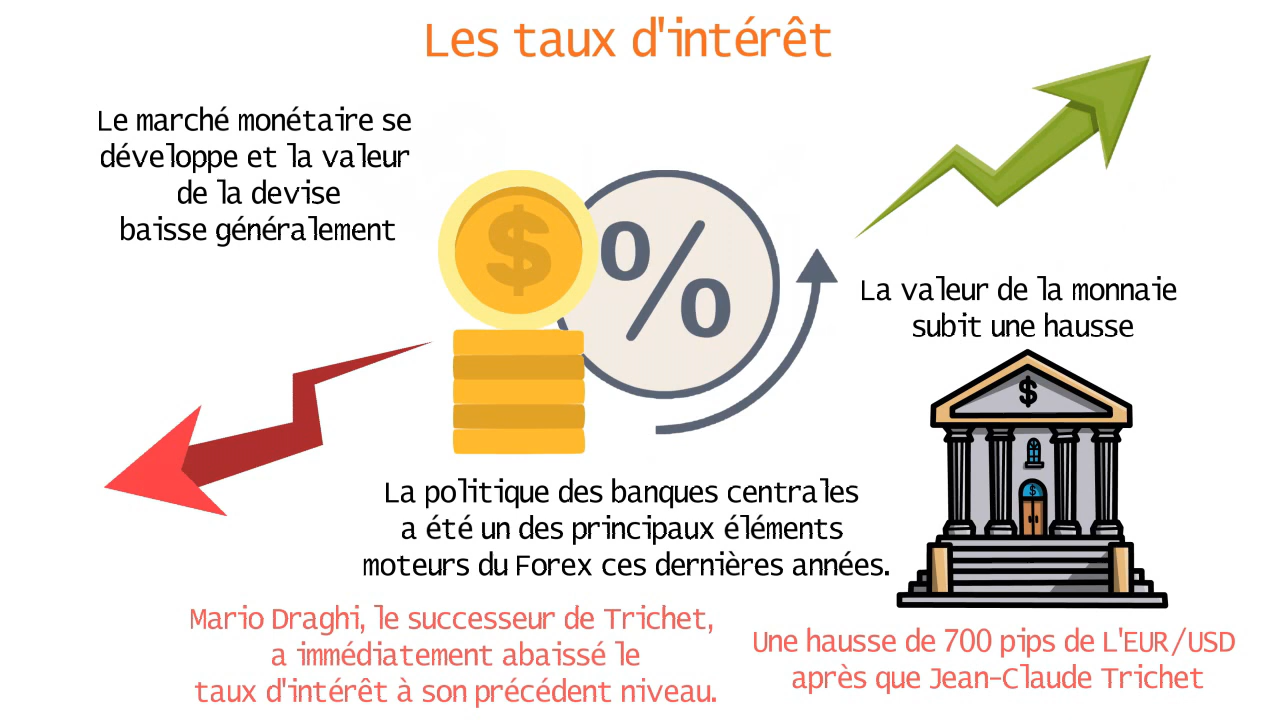 Les taux d'intérêt
Le marché monétaire se
développe et la valeur
de la devise
baisse généralement
$
%
La valeur de la monnaie
subit une hausse
$
$
La politique des banques centrales
a été un des principaux éléments
moteurs du Forex ces dernières années.
Mario Draghi, le successeur de Trichet,
a immédiatement abaissé le
taux d'intérêt à son précédent niveau.
Une hausse de 700 pips de L'EUR/USD
après que Jean-Claude Trichet